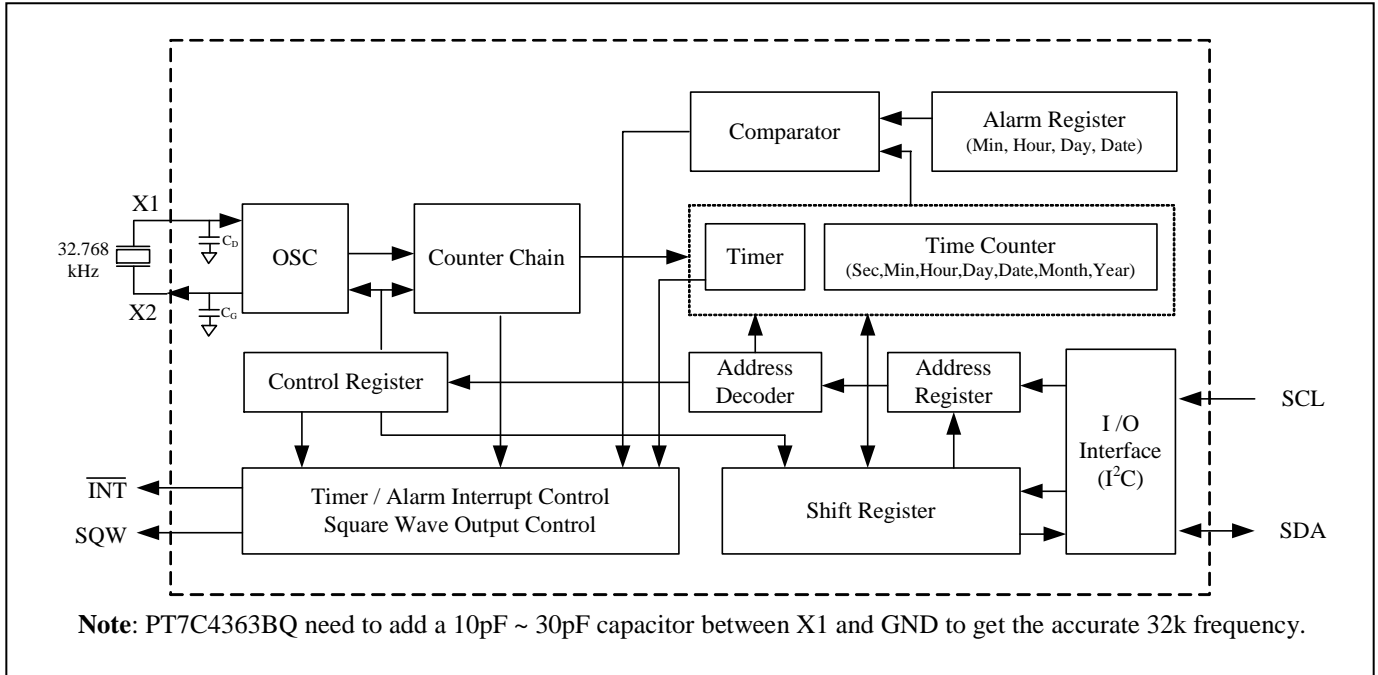 Comparator
Alarm Register
(Min, Hour, Day, Date)
X1
32.768
kHz
X2
C_D
C_G
OSC
Counter Chain
Timer
Time Counter
(Sec,Min,Hour,Day,Date,Month,Year)
Control Register
Address
Decoder
Address
Register
I /O
Interface
(I²C)
SCL
SDA
INT
SQW
Timer / Alarm Interrupt Control
Square Wave Output Control
Shift Register
Note: PT7C4363BQ need to add a 10pF ~ 30pF capacitor between X1 and GND to get the accurate 32k frequency.